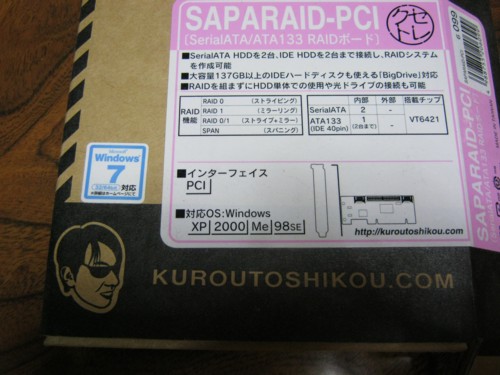 SAPARAID-PCI
[SerialATA/ATA133 RAIDボード]
セレクト
■SerialATA HDDを2台、IDE HDDを2台まで接続し、RAIDシステム
を作成可能
■大容量137GB以上のIDEハードディスクも使える「BigDrive」対応
■RAIDを組まずにHDD単体での使用や光ドライブの接続も可能
RAID機能
RAID 0 (ストライピング)
RAID 1 (ミラーリング)
RAID 0/1 (ストライプ+ミラー)
SPAN (スパニング)
内部 外部 搭載チップ
SerialATA 2 - VT6421
ATA133 (IDE 40pin) 1 (2台まで) -
Microsoft
Windows
7
対応
■インターフェイス
PCI
■対応OS:Windows
XP 2000 Me 98SE
http://kuroutoshikou.com
KUROUTOSHIKOU.COM
SAPARAID-PCI